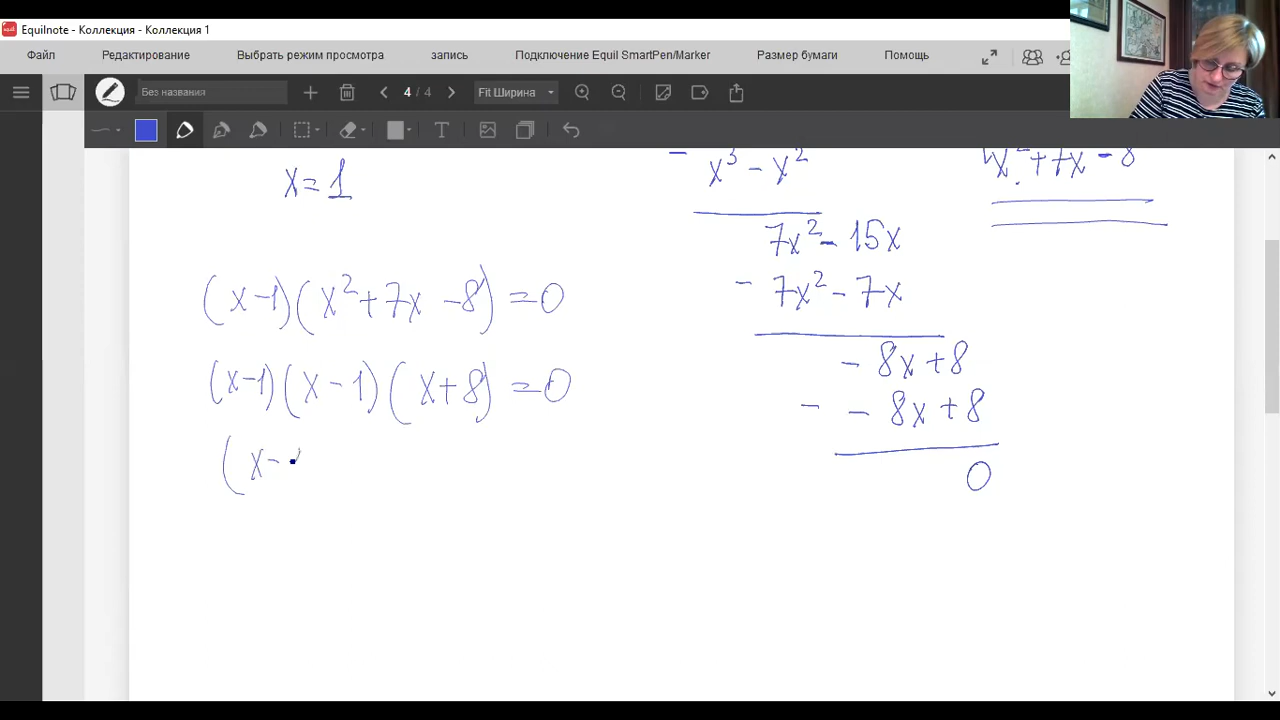 Equilnote - Коллекция - Коллекция 1
Файл Редактирование Выбрать режим просмотра запись Подключение Equil SmartPen/Marker Размер бумаги Помощь
Без названия 4 / 4 Fit Ширина
x = 1
(x-1)(x²+7x-8)=0
(x-1)(x-1)(x+8)=0
(x-
- x³ - x²
7x² - 15x
- 7x² - 7x
- 8x + 8
- - 8x + 8
0
x² + 7x - 8